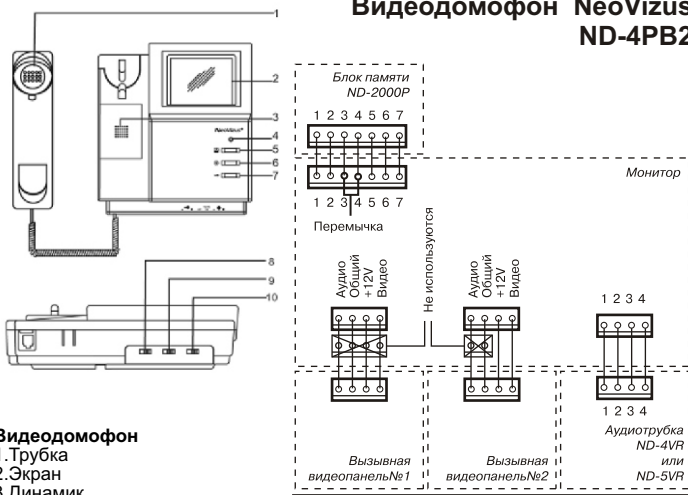 Видеодомофон NeoVizus
ND-4PB2
1
2
3
4
5
6
7
NeoVizus
8
9
10
Блок памяти
ND-2000P
1 2 3 4 5 6 7
1 2 3 4 5 6 7
Перемычка
Монитор
Аудио
Общий
+12V
Видео
Не используются
Аудио
Общий
+12V
Видео
1 2 3 4
1 2 3 4
Вызывная
видеопанель№1
Вызывная
видеопанель№2
Аудиотрубка
ND-4VR
или
ND-5VR
Видеодомофон
1.Трубка
2.Экран
3.Динамик